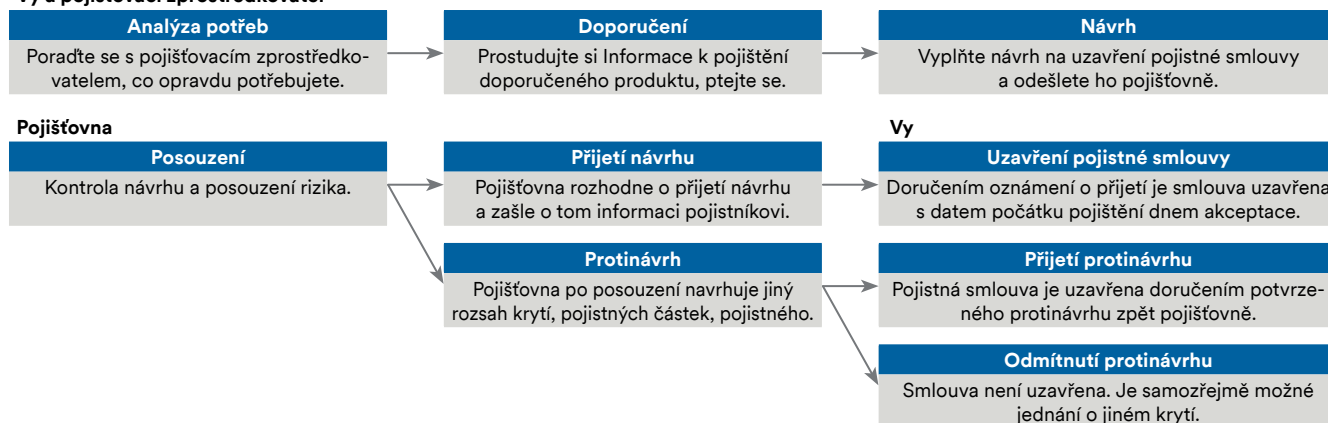 Vy a pojišťovací zprostředkovatel
Analýza potřeb
Poraďte se s pojišťovacím zprostředko-
vatelem, co opravdu potřebujete.
Doporučení
Prostudujte si Informace k pojištění
doporučeného produktu, ptejte se.
Návrh
Vyplňte návrh na uzavření pojistné smlouvy
a odešlete ho pojišťovně.
Pojišťovna
Vy
Posouzení
Kontrola návrhu a posouzení rizika.
Přijetí návrhu
Pojišťovna rozhodne o přijetí návrhu
a zašle o tom informaci pojistníkovi.
Uzavření pojistné smlouvy
Doručením oznámení o přijetí je smlouva uzavřena
s datem počátku pojištění dnem akceptace.
Protinávrh
Pojišťovna po posouzení navrhuje jiný
rozsah krytí, pojistných částek, pojistného.
Přijetí protinávrhu
Pojistná smlouva je uzavřena doručením potvrze-
ného protinávrhu zpět pojišťovně.
Odmítnutí protinávrhu
Smlouva není uzavřena. Je samozřejmě možné
jednání o jiném krytí.